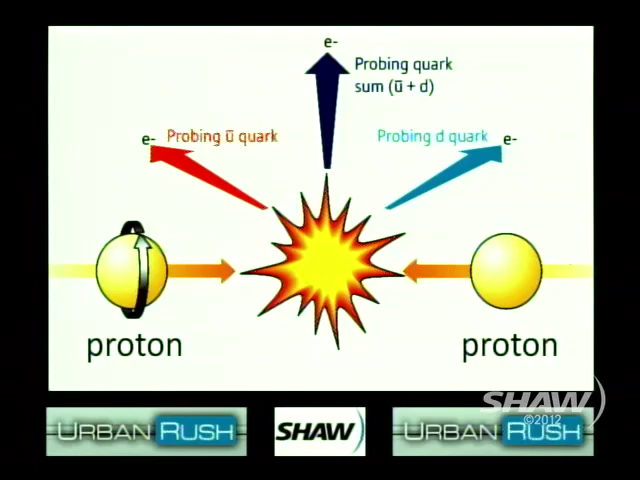 e-
Probing quark
sum (ū + d)
e- Probing ū quark
Probing d quark e-
proton
proton
SHAW)
©2012
URBAN RUSH
SHAW)
URBAN RUSH